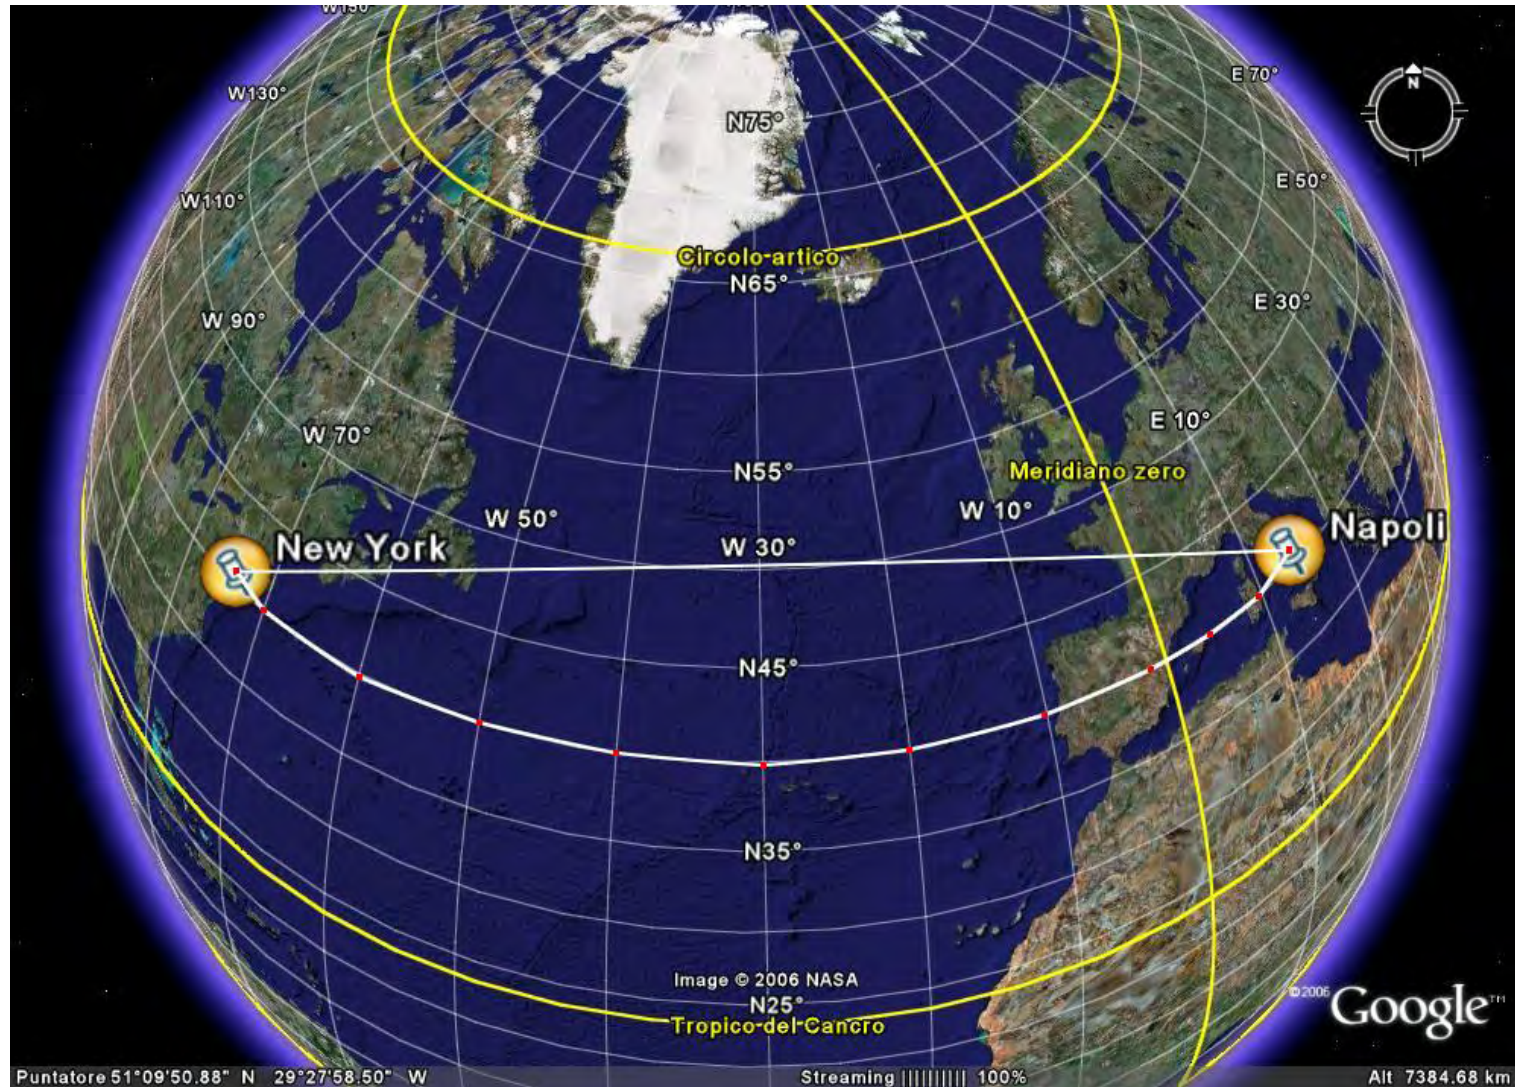 W150
W130°
E 70°
N
N75°
E 50°
W110°
Circolo artico
N65°
E 30°
W 90°
E 10°
W 70°
N55°
Meridiano zero
W 50°
W 10°
Napoli
New York
W 30°
N45°
N35°
Image © 2006 NASA
©2006 Google™
N25°
Tropico del Cancro
Puntatore 51°09'50.88" N 29°27'58.50" W
Streaming |||||||||| 100%
Alt 7384.68 km